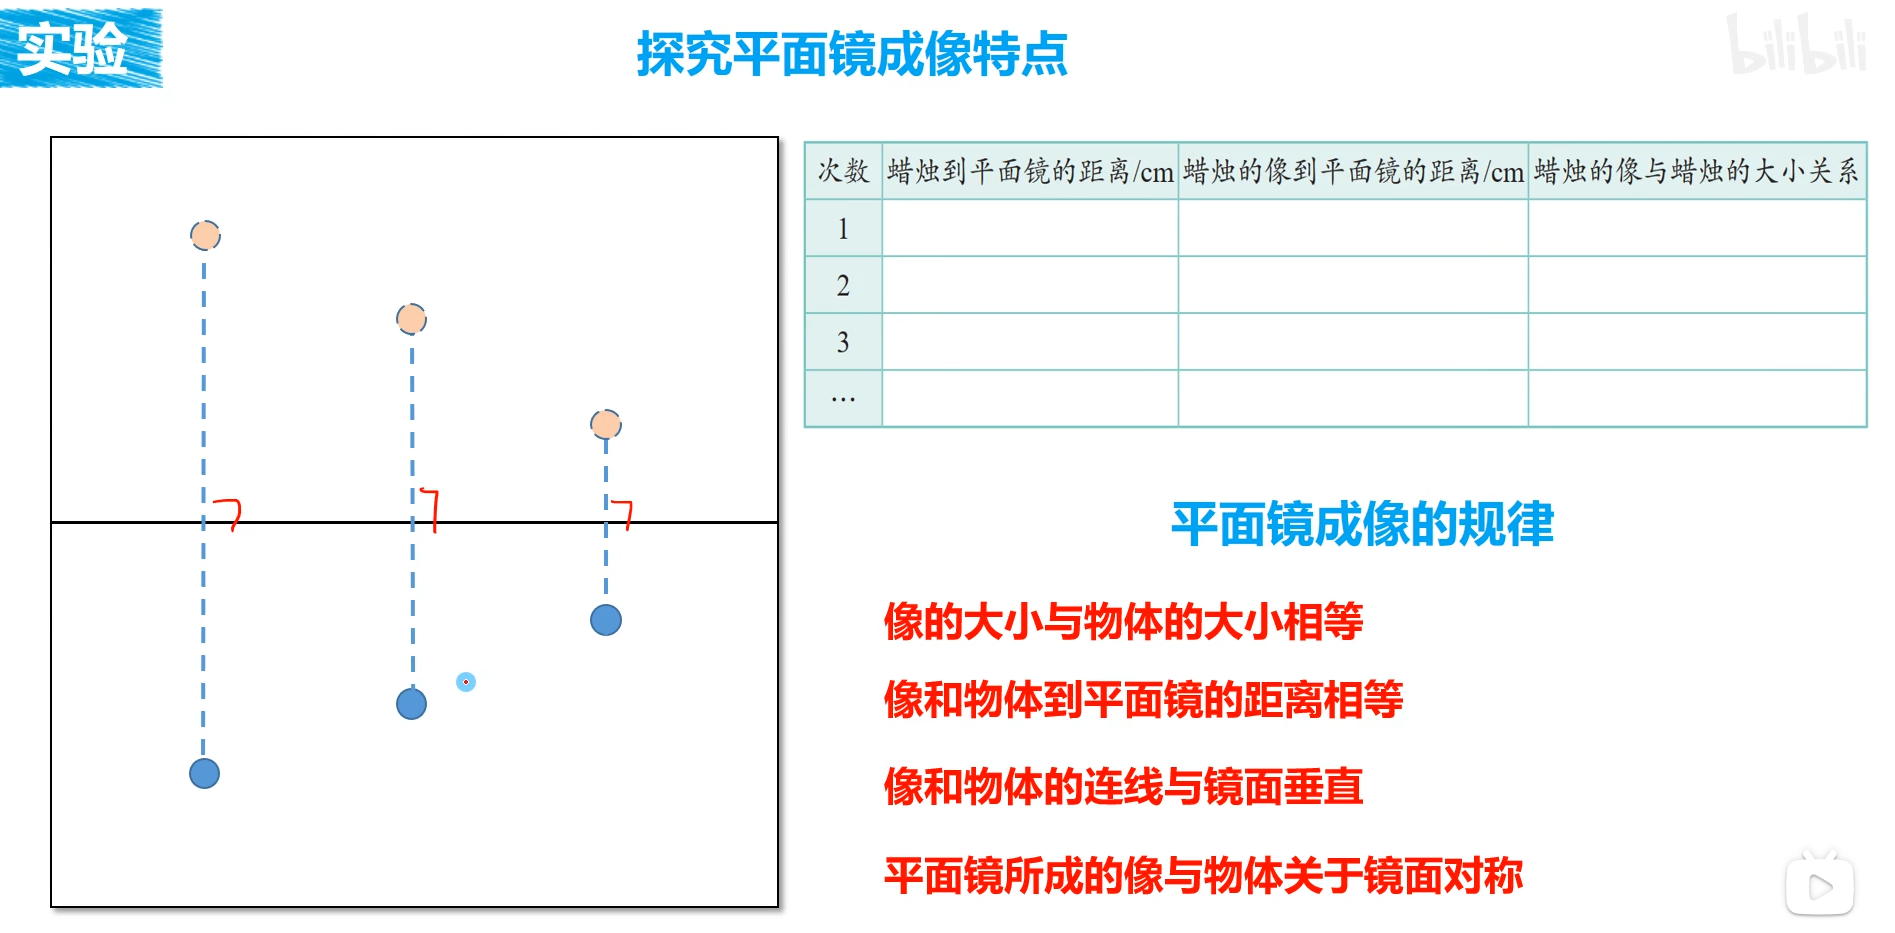 实验
探究平面镜成像特点
bilibili
次数 蜡烛到平面镜的距离/cm 蜡烛的像到平面镜的距离/cm 蜡烛的像与蜡烛的大小关系
1
2
3
…
平面镜成像的规律
像的大小与物体的大小相等
像和物体到平面镜的距离相等
像和物体的连线与镜面垂直
平面镜所成的像与物体关于镜面对称